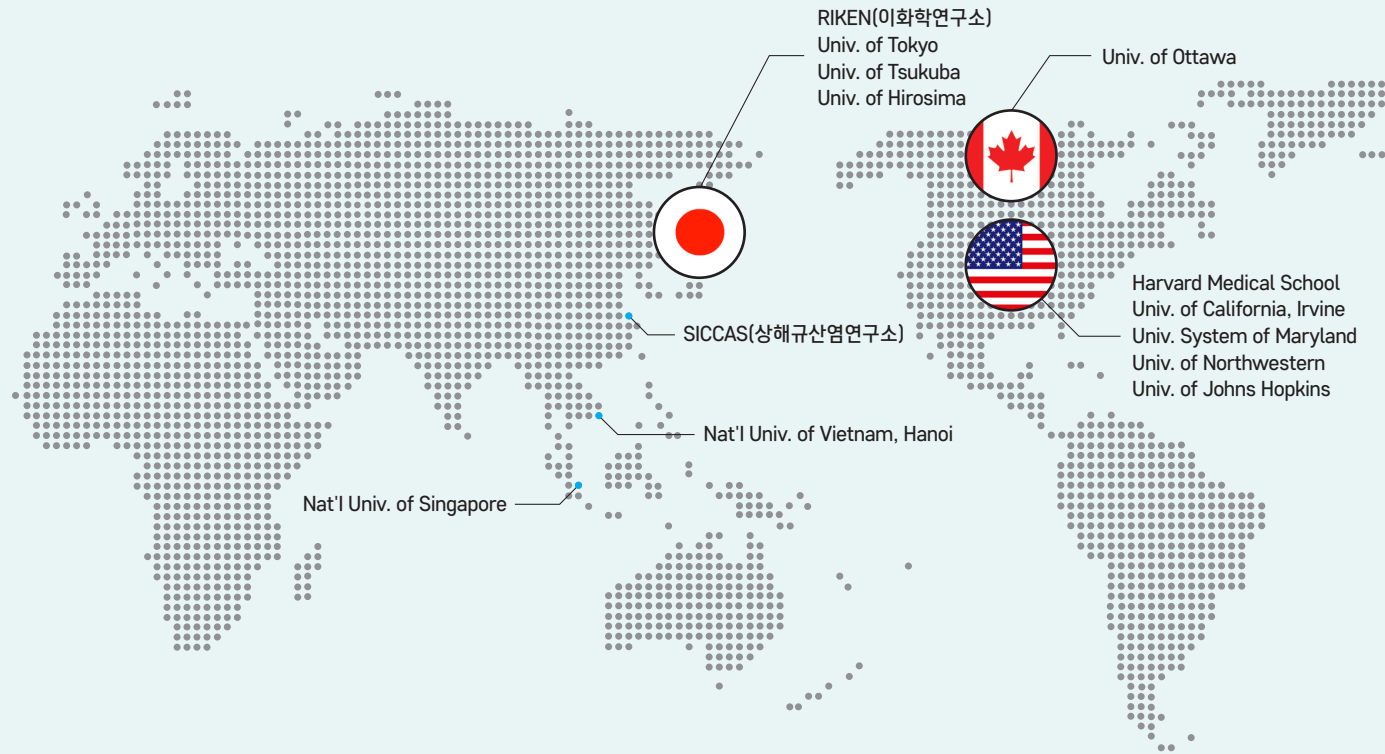 RIKEN(이화학연구소)
Univ. of Tokyo
Univ. of Tsukuba
Univ. of Hirosima
Univ. of Ottawa
Harvard Medical School
Univ. of California, Irvine
Univ. System of Maryland
Univ. of Northwestern
Univ. of Johns Hopkins
SICCAS(상해규산염연구소)
Nat'l Univ. of Vietnam, Hanoi
Nat'l Univ. of Singapore